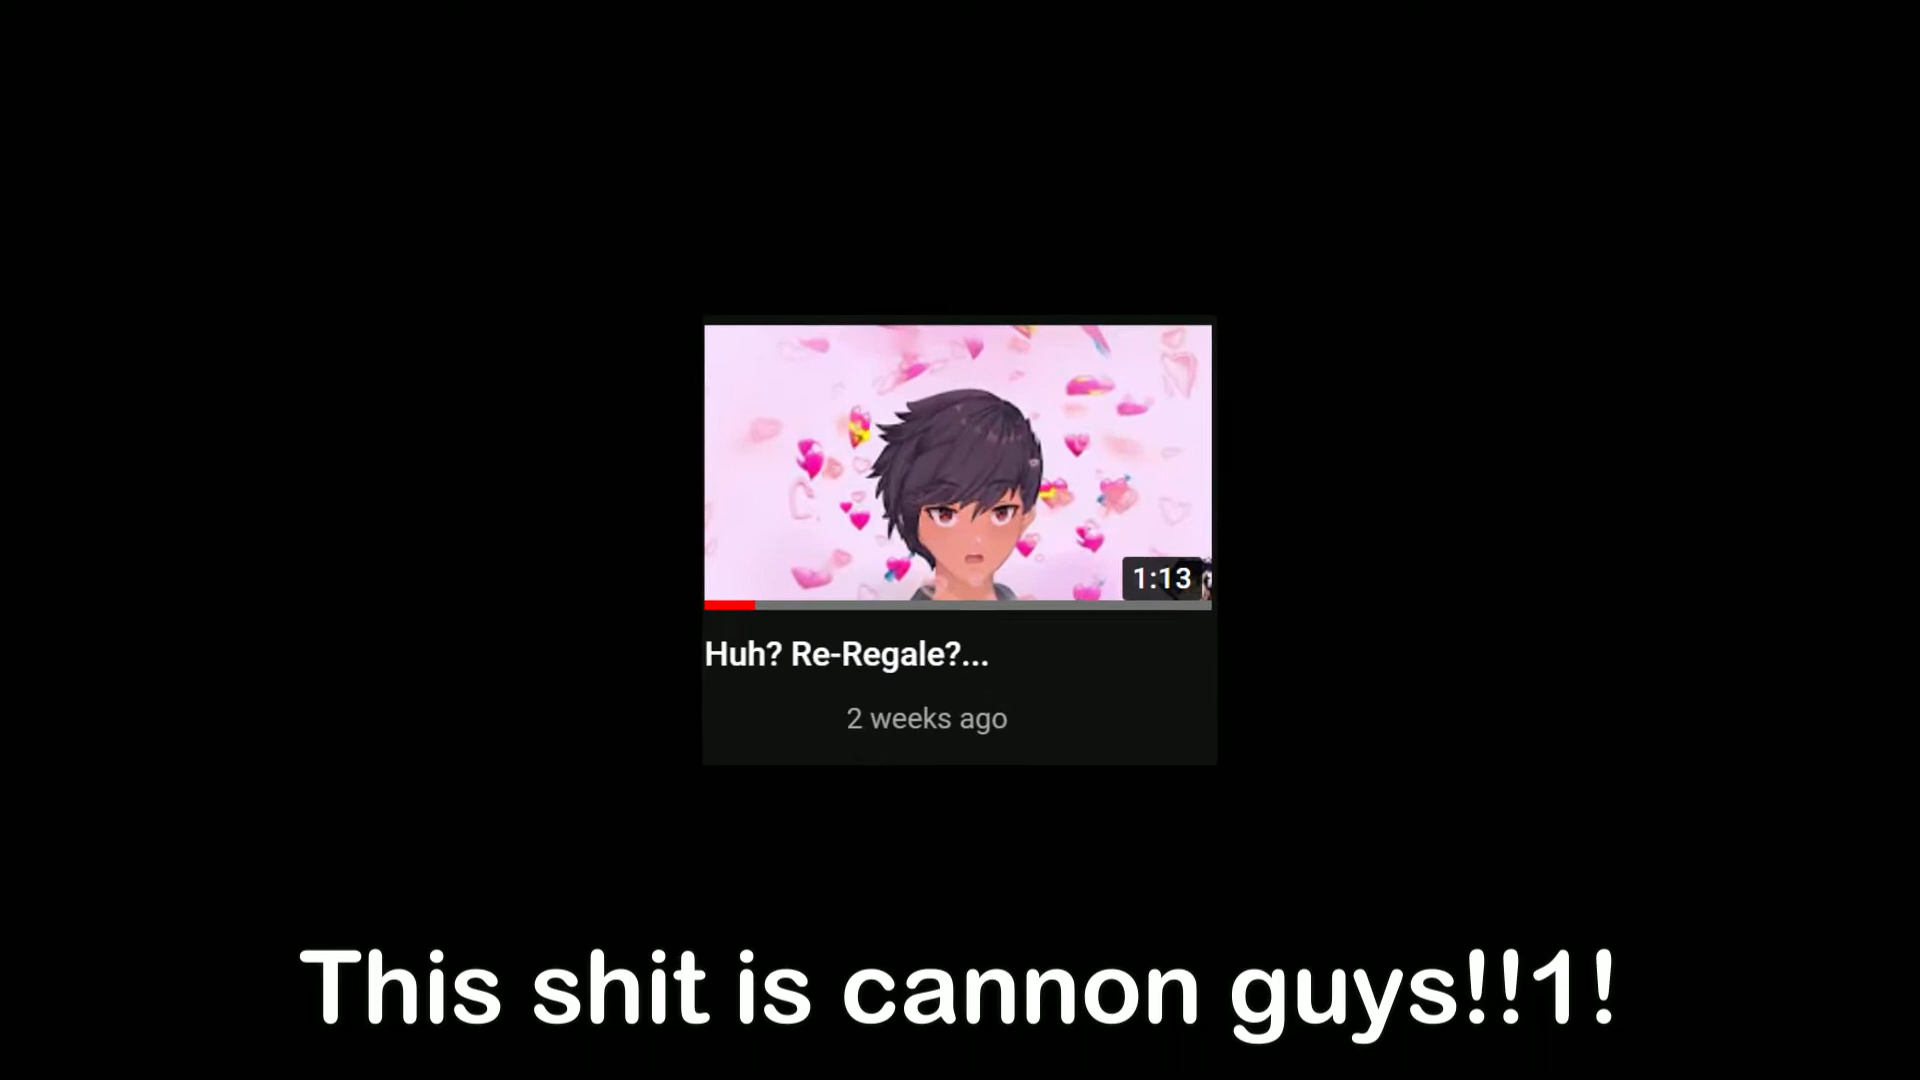 1:13
Huh? Re-Regale?...
2 weeks ago
This shit is cannon guys!!1!